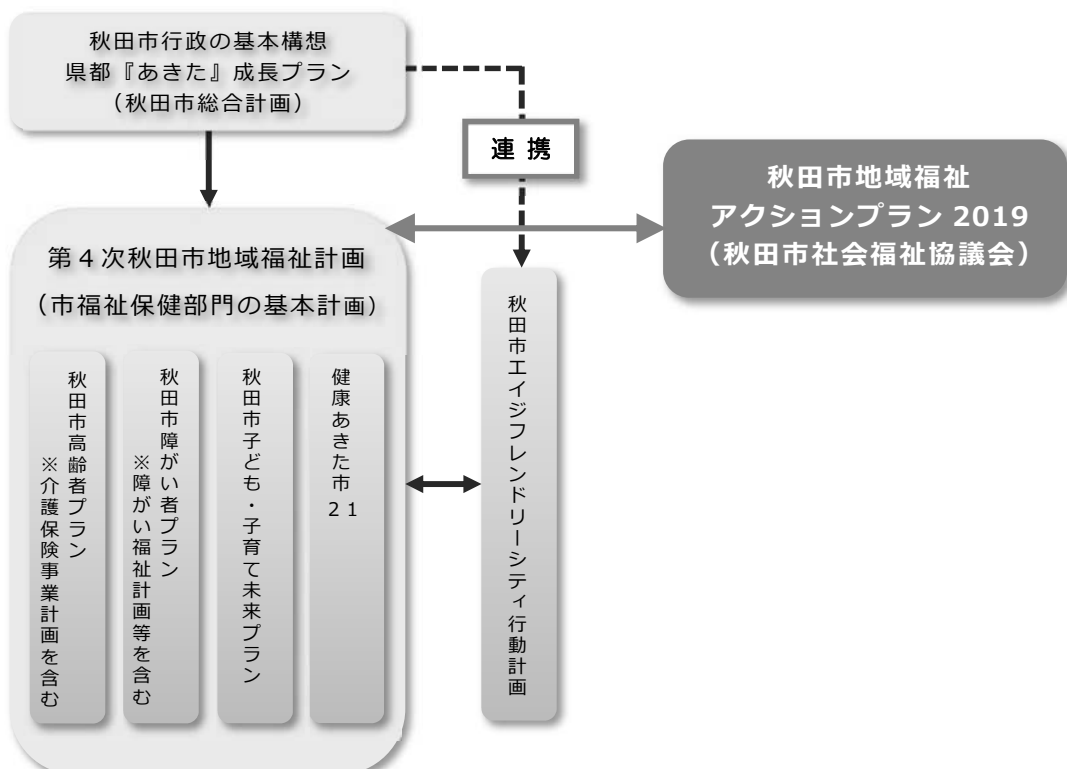 秋田市行政の基本構想
県都『あきた』成長プラン
（秋田市総合計画）
連携
秋田市地域福祉
アクションプラン 2019
（秋田市社会福祉協議会）
第４次秋田市地域福祉計画
（市福祉保健部門の基本計画）
秋田市高齢者プラン
※介護保険事業計画を含む
秋田市障がい者プラン
※障がい福祉計画等を含む
秋田市子ども・子育て未来プラン
健康あきた市２１
秋田市エイジフレンドリーシティ行動計画